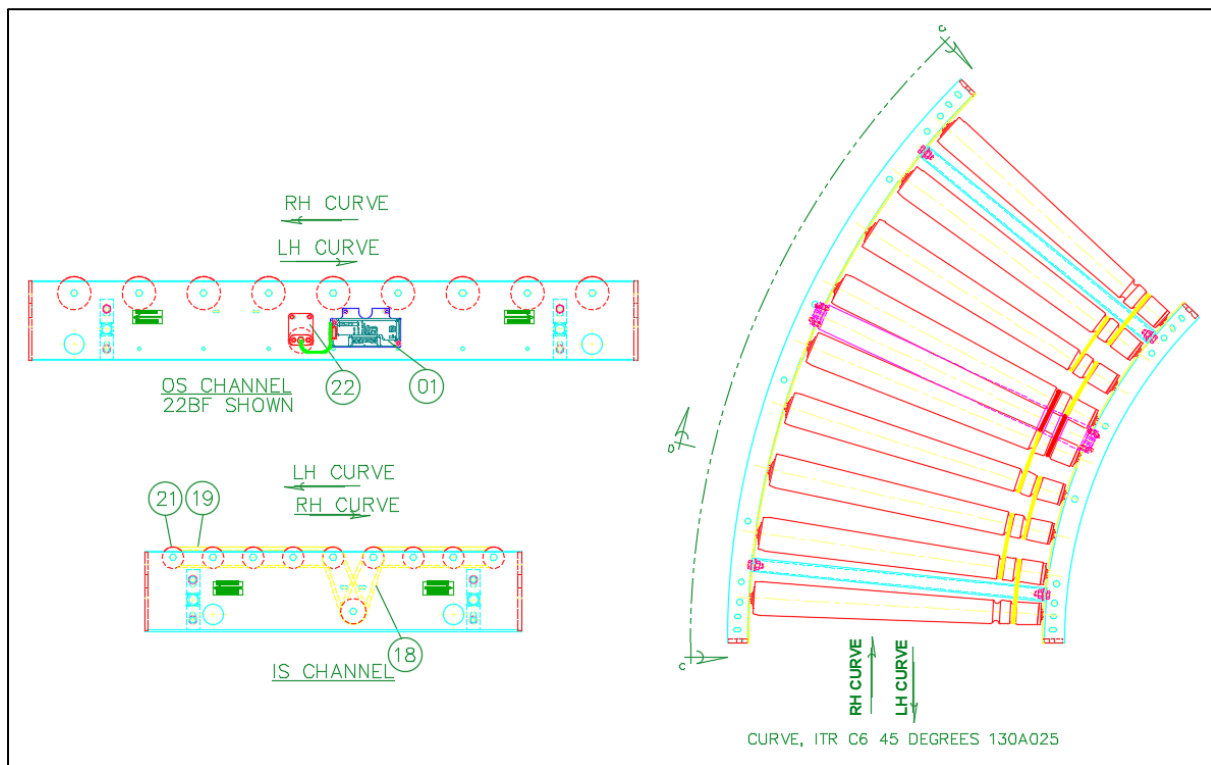 RH CURVE
LH CURVE
OS CHANNEL
22BF SHOWN
22
01
LH CURVE
RH CURVE
21
19
18
IS CHANNEL
C
D
C
RH CURVE
LH CURVE
CURVE, ITR C6 45 DEGREES 130A025